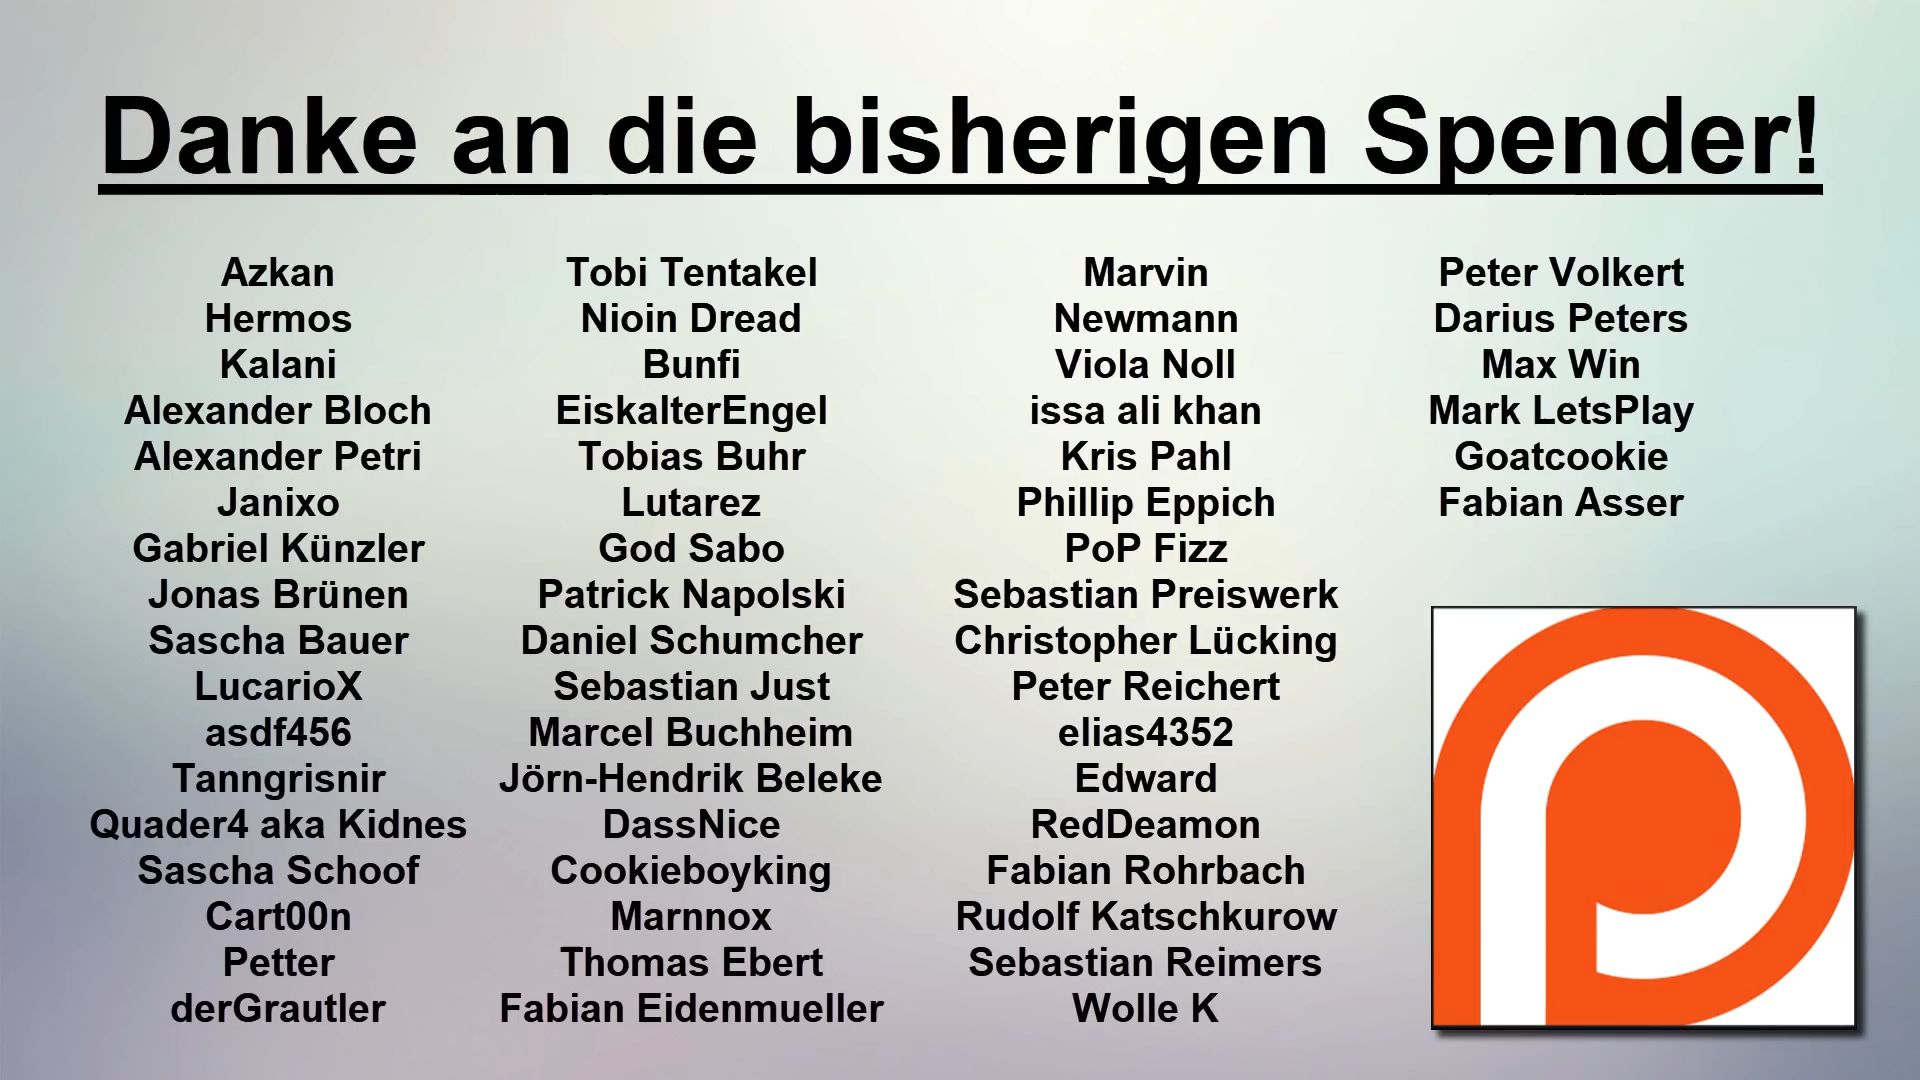 Danke an die bisherigen Spender!
Azkan
Hermos
Kalani
Alexander Bloch
Alexander Petri
Janixo
Gabriel Künzler
Jonas Brünen
Sascha Bauer
LucarioX
asdf456
Tanngrisnir
Quader4 aka Kidnes
Sascha Schoof
Cart00n
Petter
derGrautler
Tobi Tentakel
Nioin Dread
Bunfi
EiskalterEngel
Tobias Buhr
Lutarez
God Sabo
Patrick Napolski
Daniel Schumcher
Sebastian Just
Marcel Buchheim
Jörn-Hendrik Beleke
DassNice
Cookieboyking
Marnnox
Thomas Ebert
Fabian Eidenmueller
Marvin
Newmann
Viola Noll
issa ali khan
Kris Pahl
Phillip Eppich
PoP Fizz
Sebastian Preiswerk
Christopher Lücking
Peter Reichert
elias4352
Edward
RedDeamon
Fabian Rohrbach
Rudolf Katschkurow
Sebastian Reimers
Wolle K
Peter Volkert
Darius Peters
Max Win
Mark LetsPlay
Goatcookie
Fabian Asser